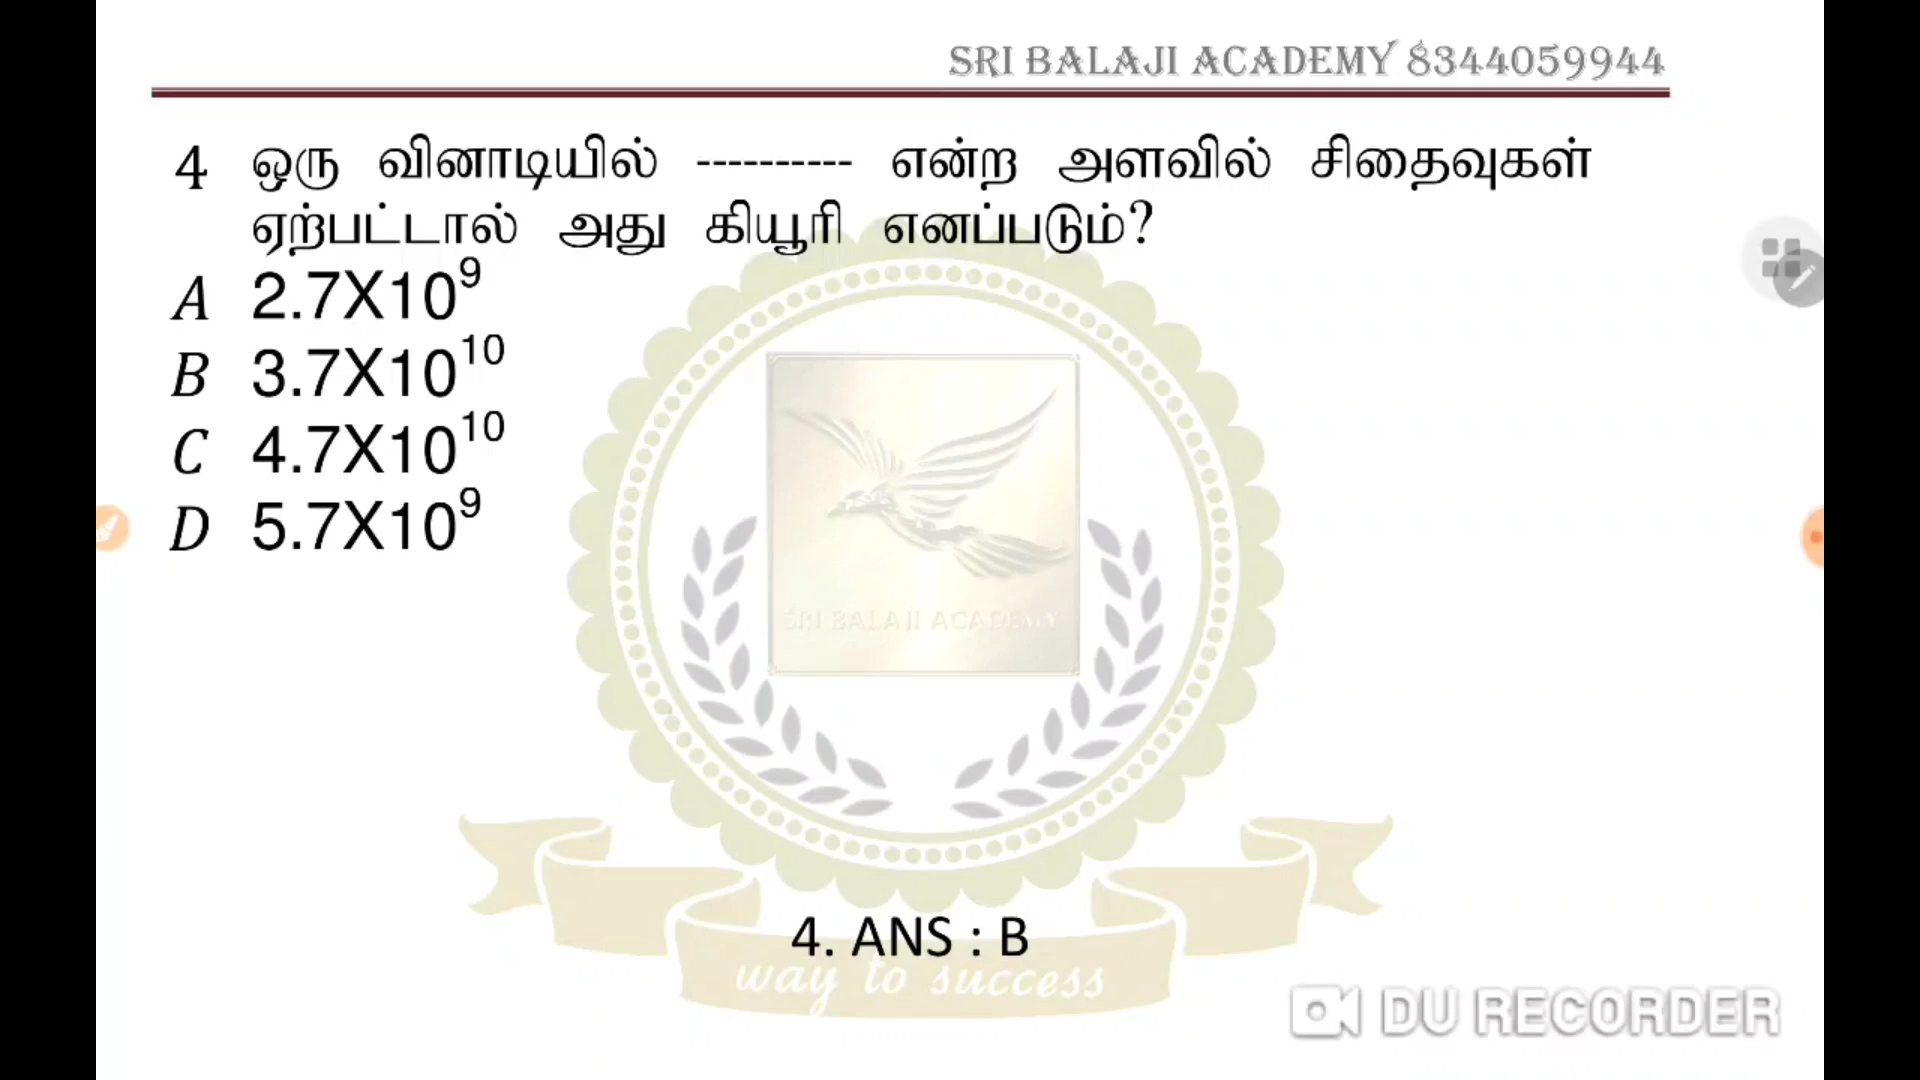 SRI BALAJI ACADEMY 8344059944
4 ஒரு வினாடியில் ---------- என்ற அளவில் சிதைவுகள்
ஏற்பட்டால் அது கியூரி எனப்படும்?
A 2.7X10⁹
B 3.7X10¹⁰
C 4.7X10¹⁰
D 5.7X10⁹
SRI BALAJI ACADEMY
4. ANS : B
way to success
DU RECORDER